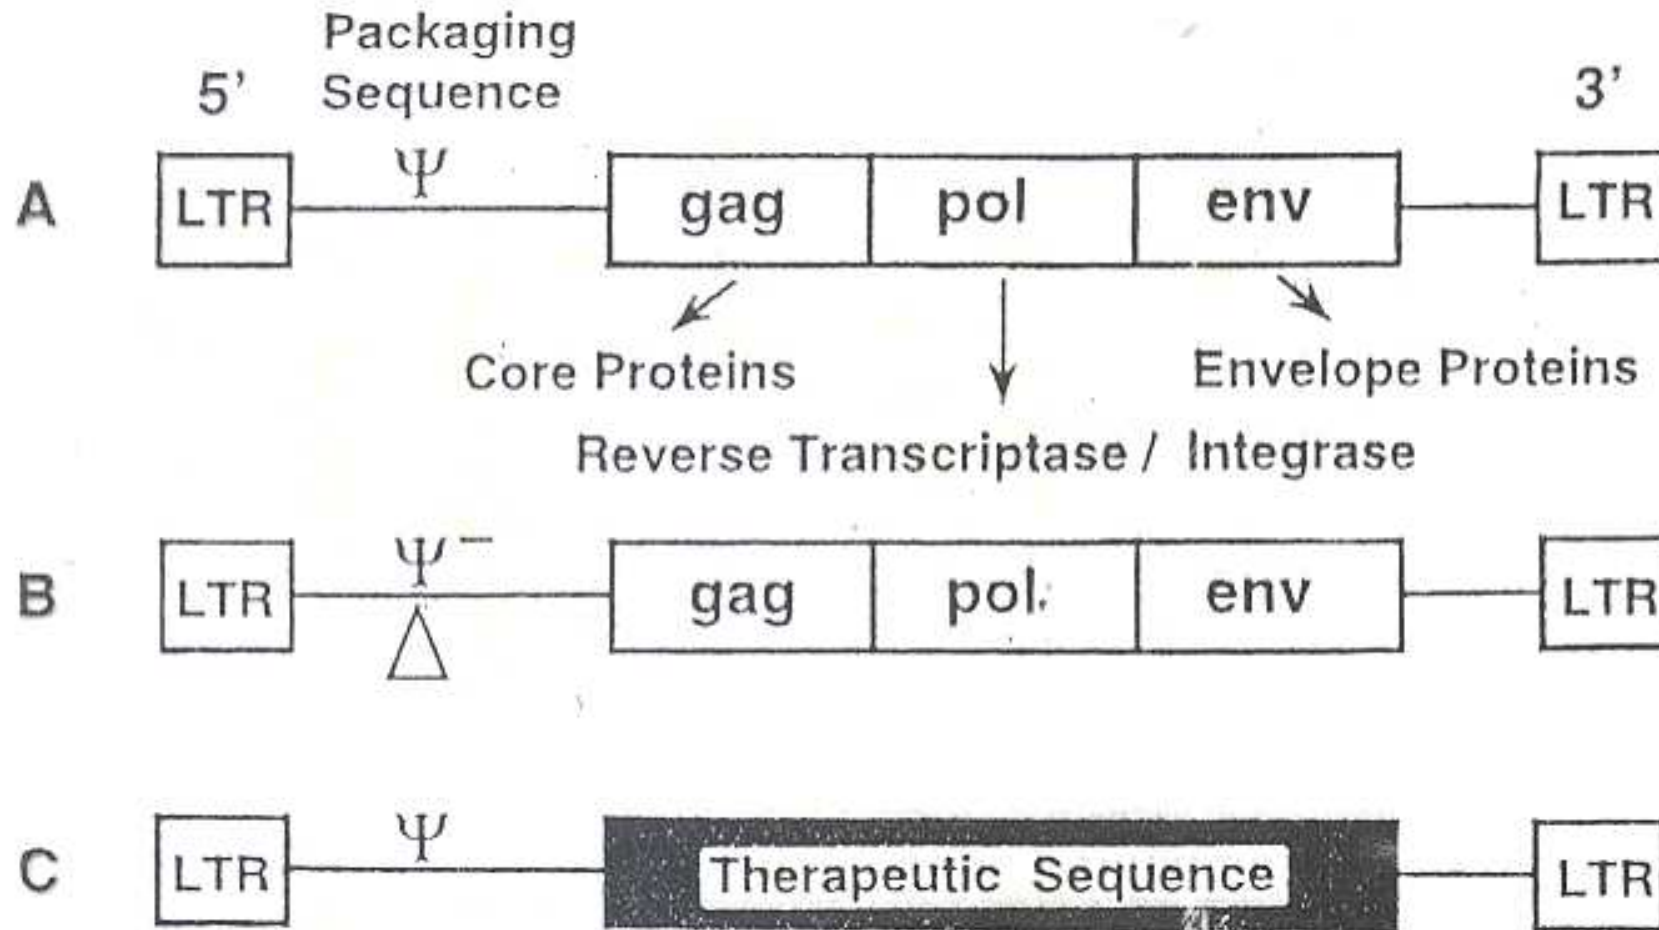 Packaging
5' Sequence 3'
Ψ
A LTR gag pol env LTR
Core Proteins Envelope Proteins
Reverse Transcriptase / Integrase
Ψ−
B LTR gag pol env LTR
△
Ψ
C LTR Therapeutic Sequence LTR